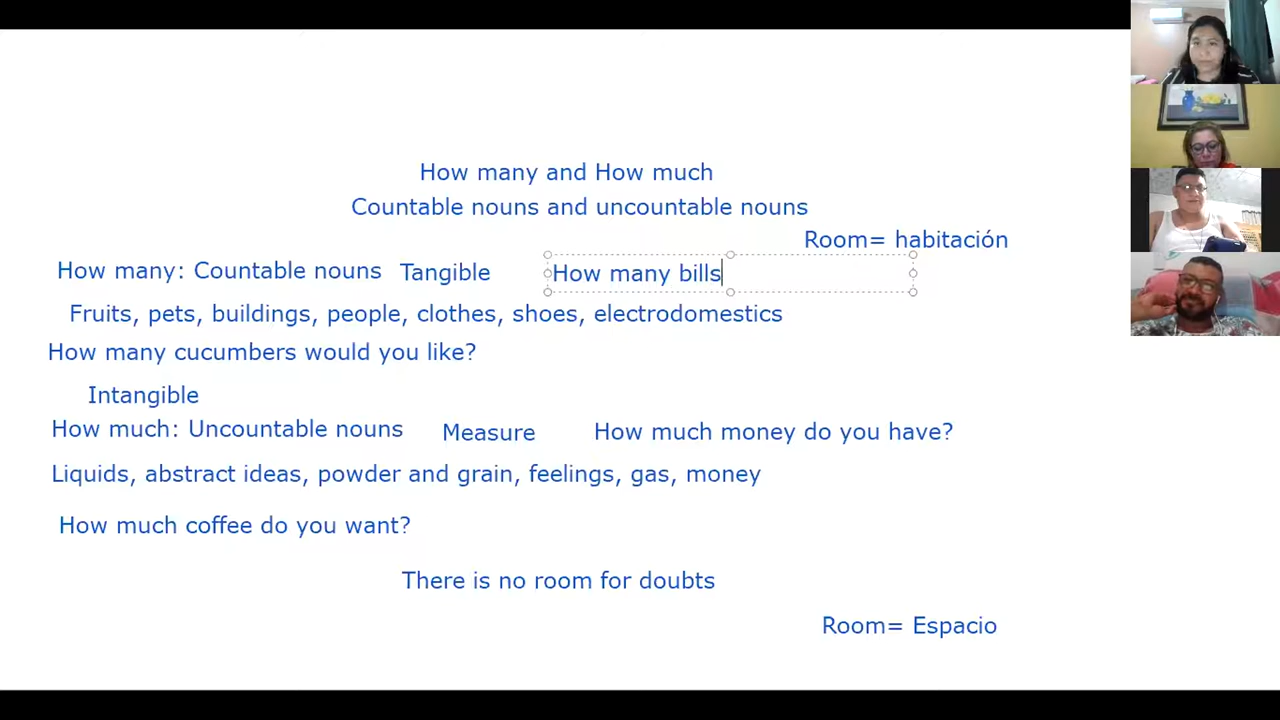 How many and How much
Countable nouns and uncountable nouns
Room= habitación
How many: Countable nouns Tangible How many bills
Fruits, pets, buildings, people, clothes, shoes, electrodomestics
How many cucumbers would you like?
Intangible
How much: Uncountable nouns Measure How much money do you have?
Liquids, abstract ideas, powder and grain, feelings, gas, money
How much coffee do you want?
There is no room for doubts
Room= Espacio